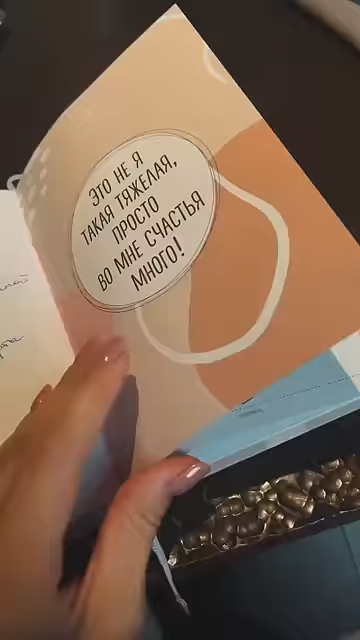 Это не я
такая тяжелая,
просто
во мне счастья
много!